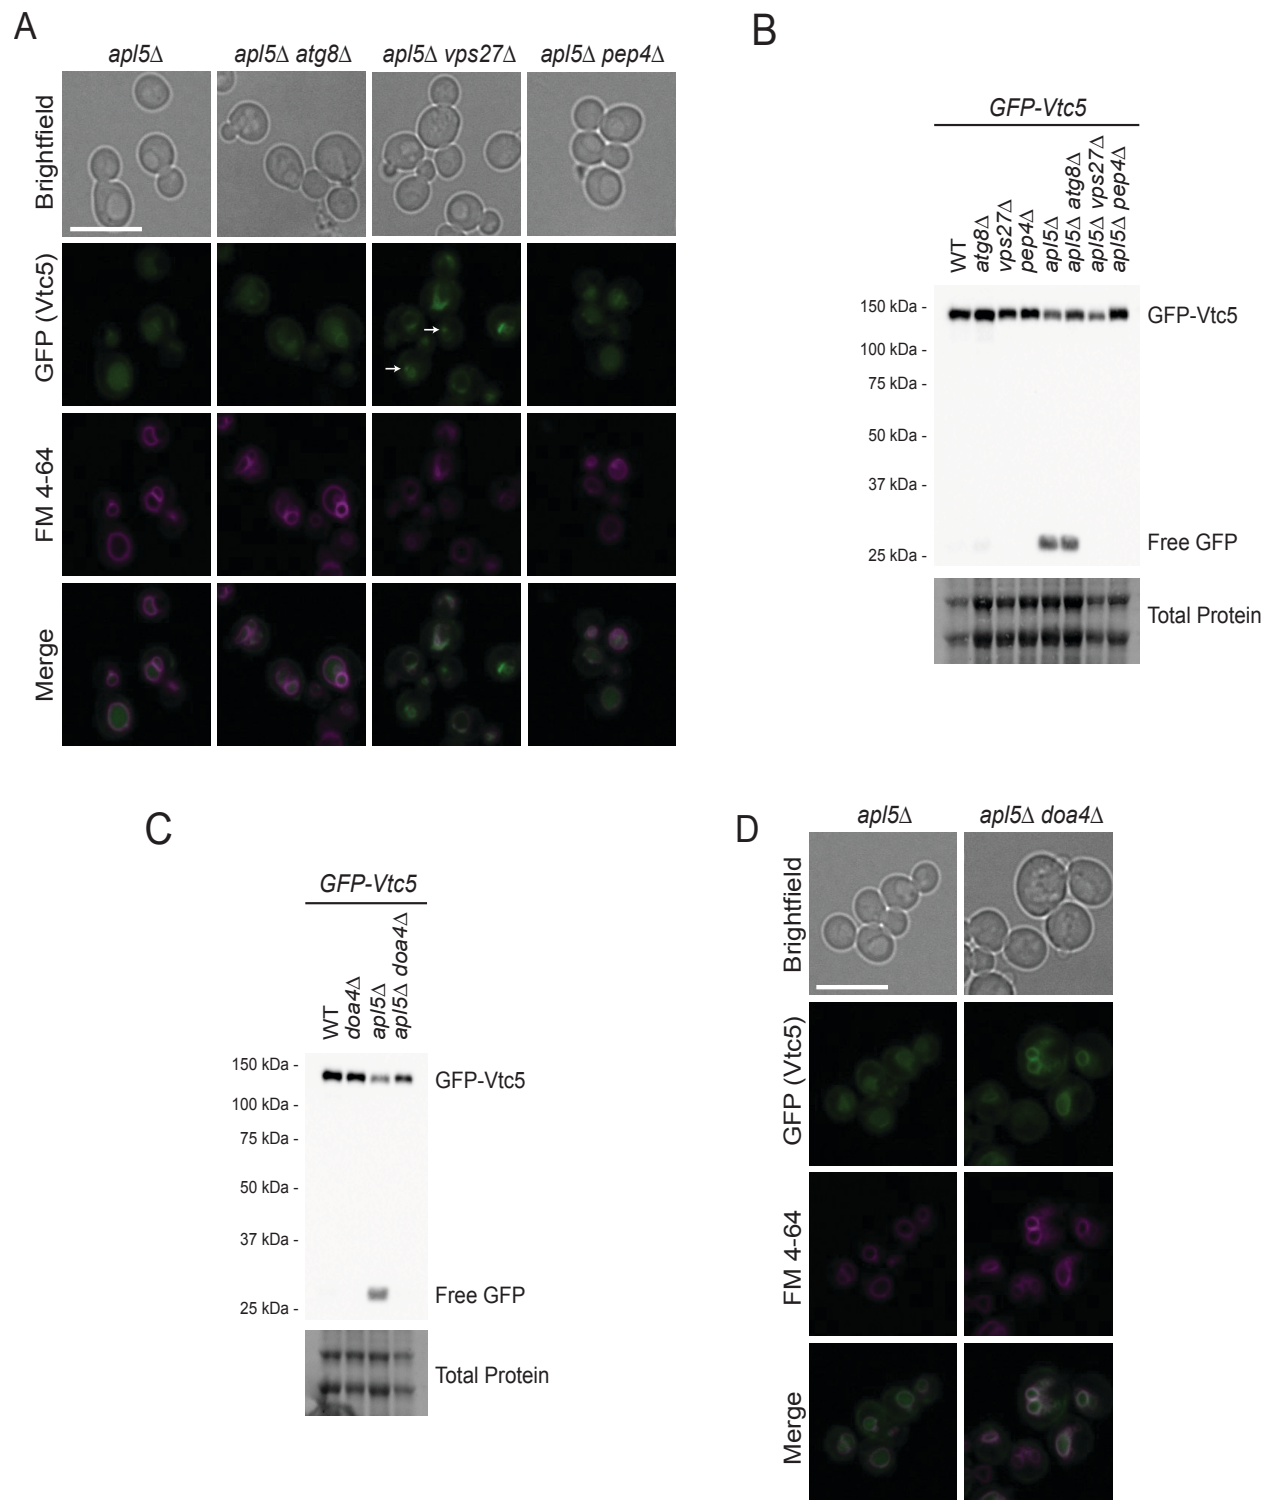 A
apl5Δ
apl5Δ atg8Δ
apl5Δ vps27Δ
apl5Δ pep4Δ
Brightfield
GFP (Vtc5)
FM 4-64
Merge
B
GFP-Vtc5
WT
atg8Δ
vps27Δ
pep4Δ
apl5Δ
apl5Δ atg8Δ
apl5Δ vps27Δ
apl5Δ pep4Δ
150 kDa -
100 kDa -
75 kDa -
50 kDa -
37 kDa -
25 kDa -
GFP-Vtc5
Free GFP
Total Protein
C
GFP-Vtc5
WT
doa4Δ
apl5Δ
apl5Δ doa4Δ
150 kDa -
100 kDa -
75 kDa -
50 kDa -
37 kDa -
25 kDa -
GFP-Vtc5
Free GFP
Total Protein
D
apl5Δ
apl5Δ doa4Δ
Brightfield
GFP (Vtc5)
FM 4-64
Merge